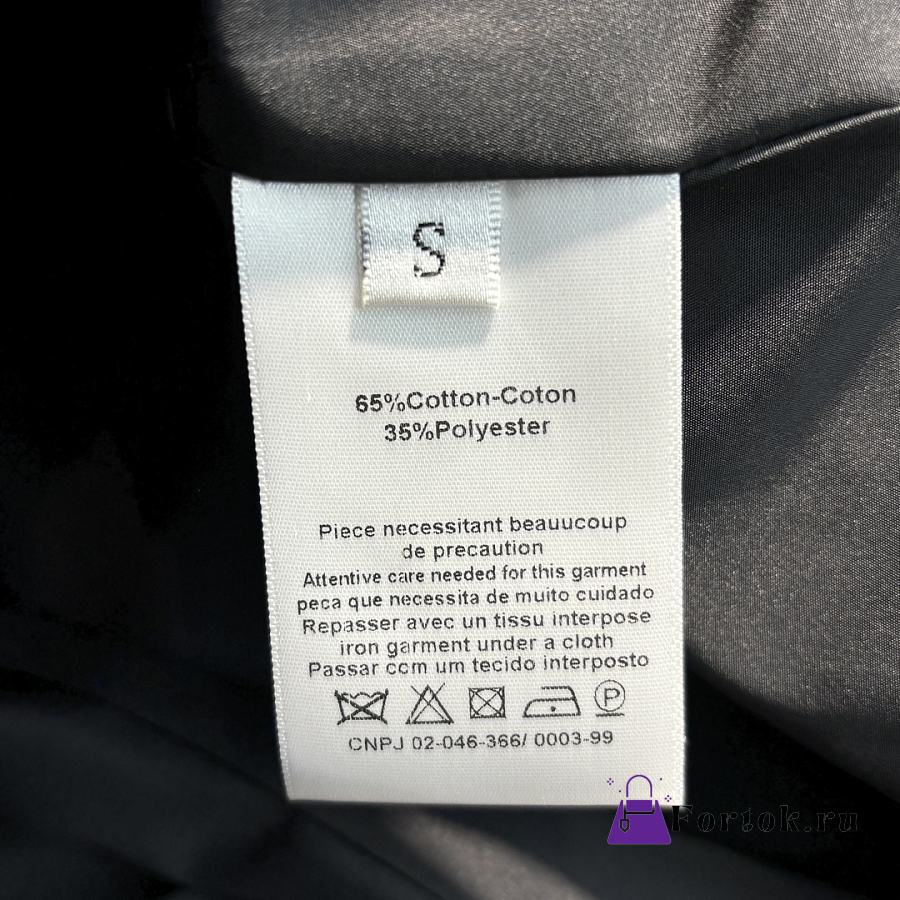 S
65%Cotton-Coton
35%Polyester
Piece necessitant beauucoup
de precaution
Attentive care needed for this garment
peca que necessita de muito cuidado
Repasser avec un tissu interpose
iron garment under a cloth
Passar com um tecido interposto
P
CNPJ 02-046-366/ 0003-99
Fortok.ru